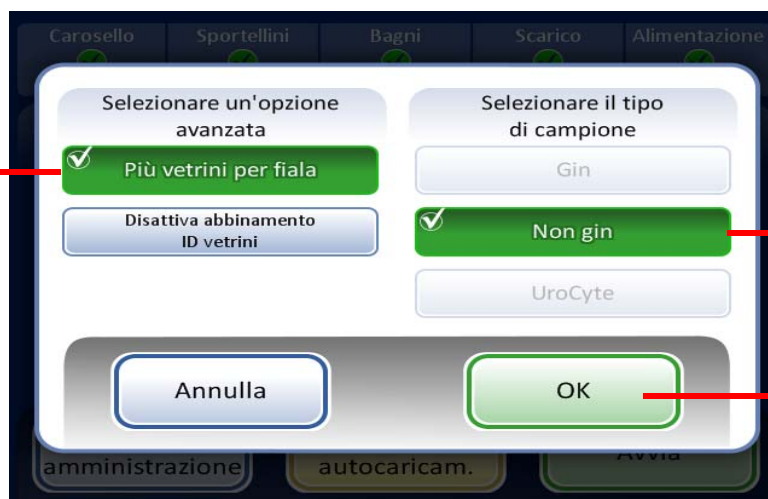 Carosello Sportellini Bagni Scarico Alimentazione
Selezionare un'opzione
avanzata
Più vetrini per fiala
Disattiva abbinamento
ID vetrini
Selezionare il tipo
di campione
Gin
Non gin
UroCyte
Annulla
OK
amministrazione
autocaricam.
Avvia